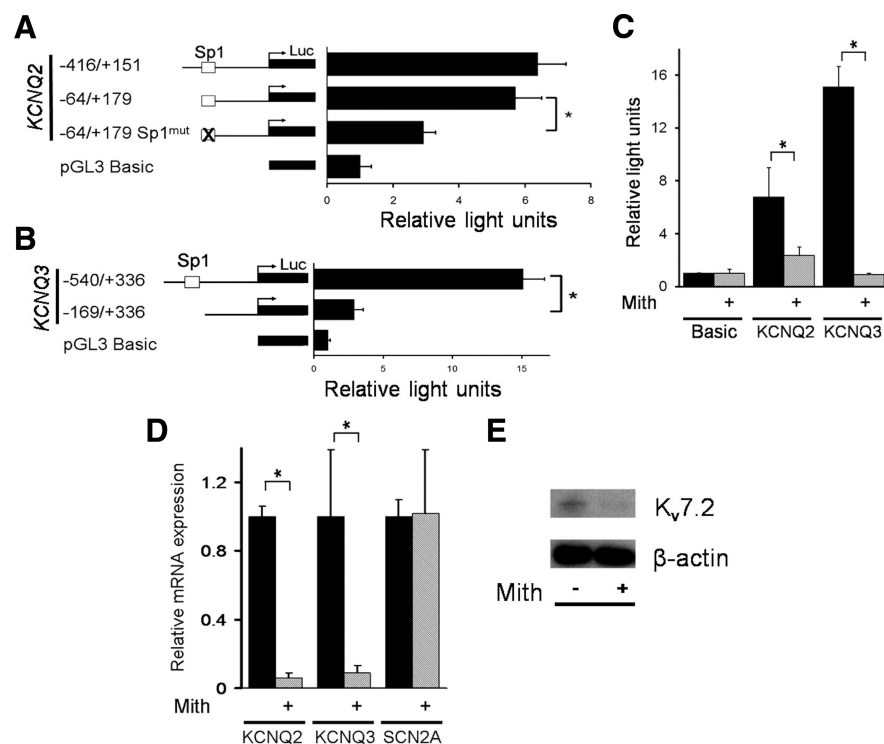 A
Sp1
Luc
KCNQ2
-416/+151
-64/+179
-64/+179 Sp1mut
X
pGL3 Basic
*
0 2 4 6 8
Relative light units
B
Sp1
Luc
KCNQ3
-540/+336
-169/+336
pGL3 Basic
*
0 5 10 15
Relative light units
C
Relative light units
16
12
8
4
0
* *
Mith + + +
Basic KCNQ2 KCNQ3
D
Relative mRNA expression
1.2
0.8
0.4
0
* *
Mith + + +
KCNQ2 KCNQ3 SCN2A
E
Kv7.2
β-actin
Mith - +